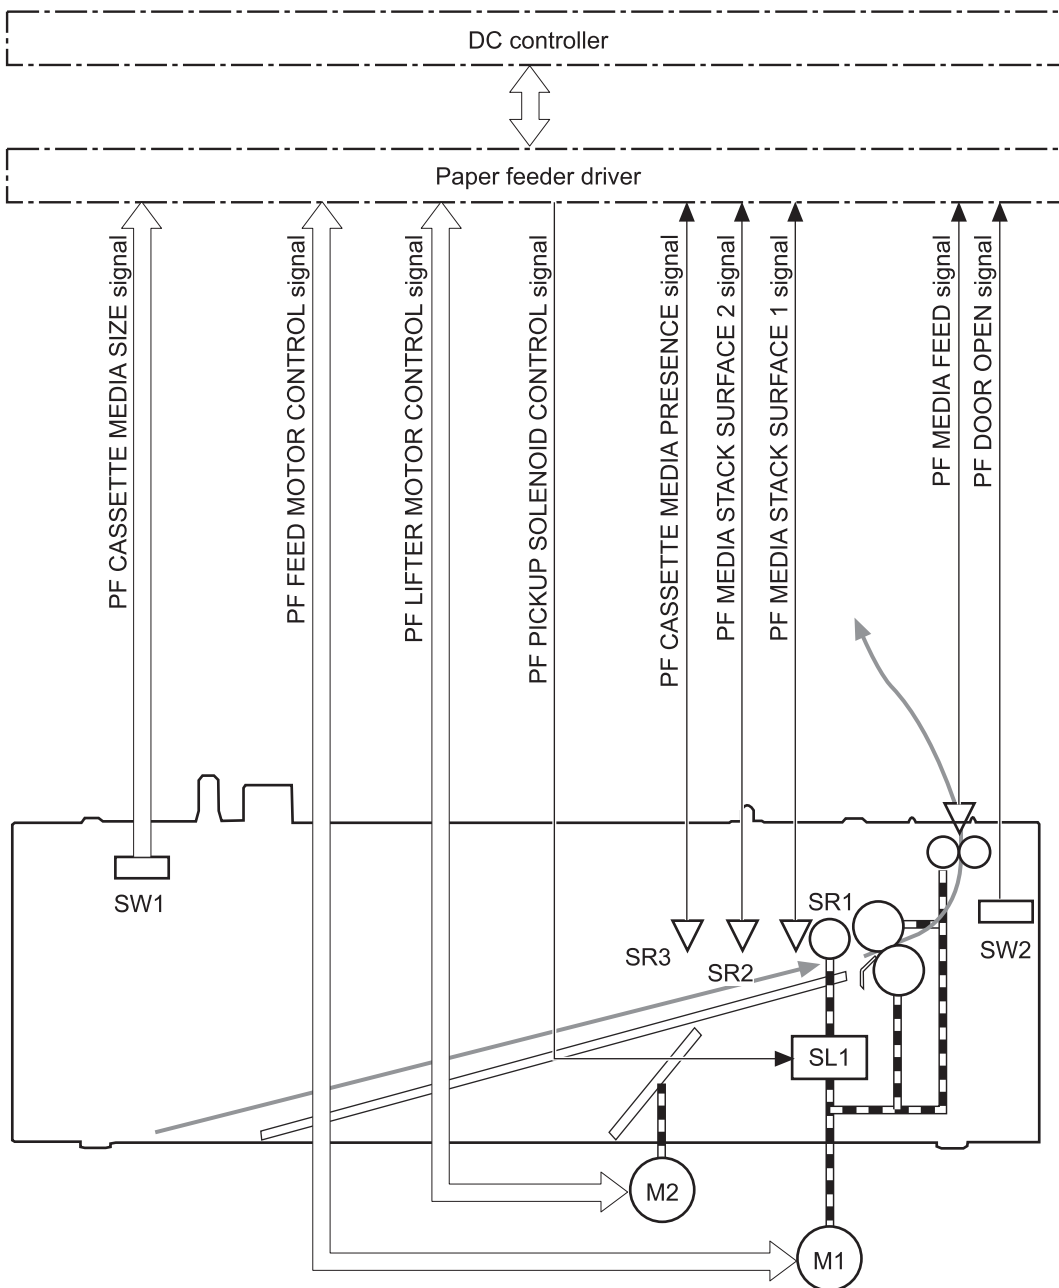 DC controller
Paper feeder driver
PF CASSETTE MEDIA SIZE signal
PF FEED MOTOR CONTROL signal
PF LIFTER MOTOR CONTROL signal
PF PICKUP SOLENOID CONTROL signal
PF CASSETTE MEDIA PRESENCE signal
PF MEDIA STACK SURFACE 2 signal
PF MEDIA STACK SURFACE 1 signal
PF MEDIA FEED signal
PF DOOR OPEN signal
SW1
SR1
SR3
SR2
SW2
SL1
M2
M1